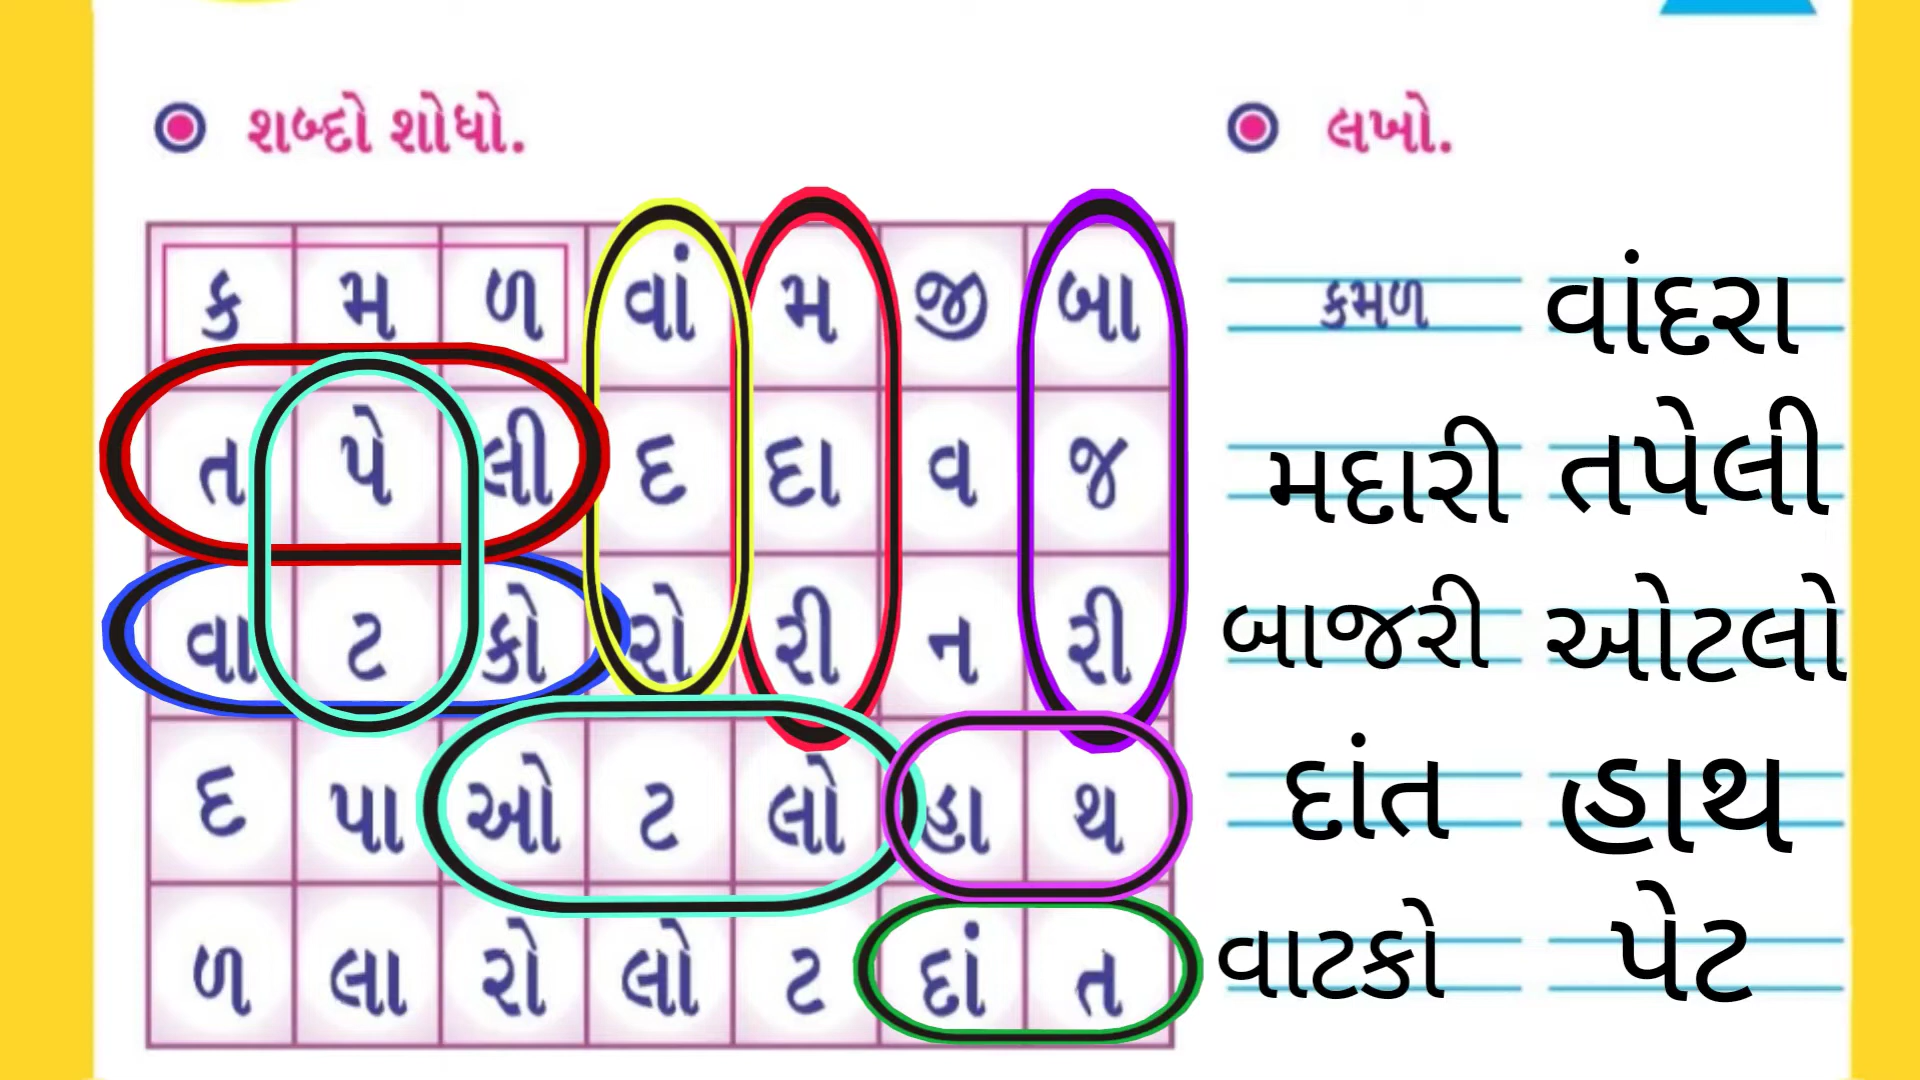 શબ્દો શોધો.
લખો.
ક મ ળ વાં મ જી બા
ત પે લી દ દા વ જ
વા ટ કો રો રી ન રી
દ પા ઓ ટ લો હા થ
ળ લા રો લો ટ દાં ત
કમળ વાંદરા
મદારી તપેલી
બાજરી ઓટલો
દાંત હાથ
વાટકો પેટ